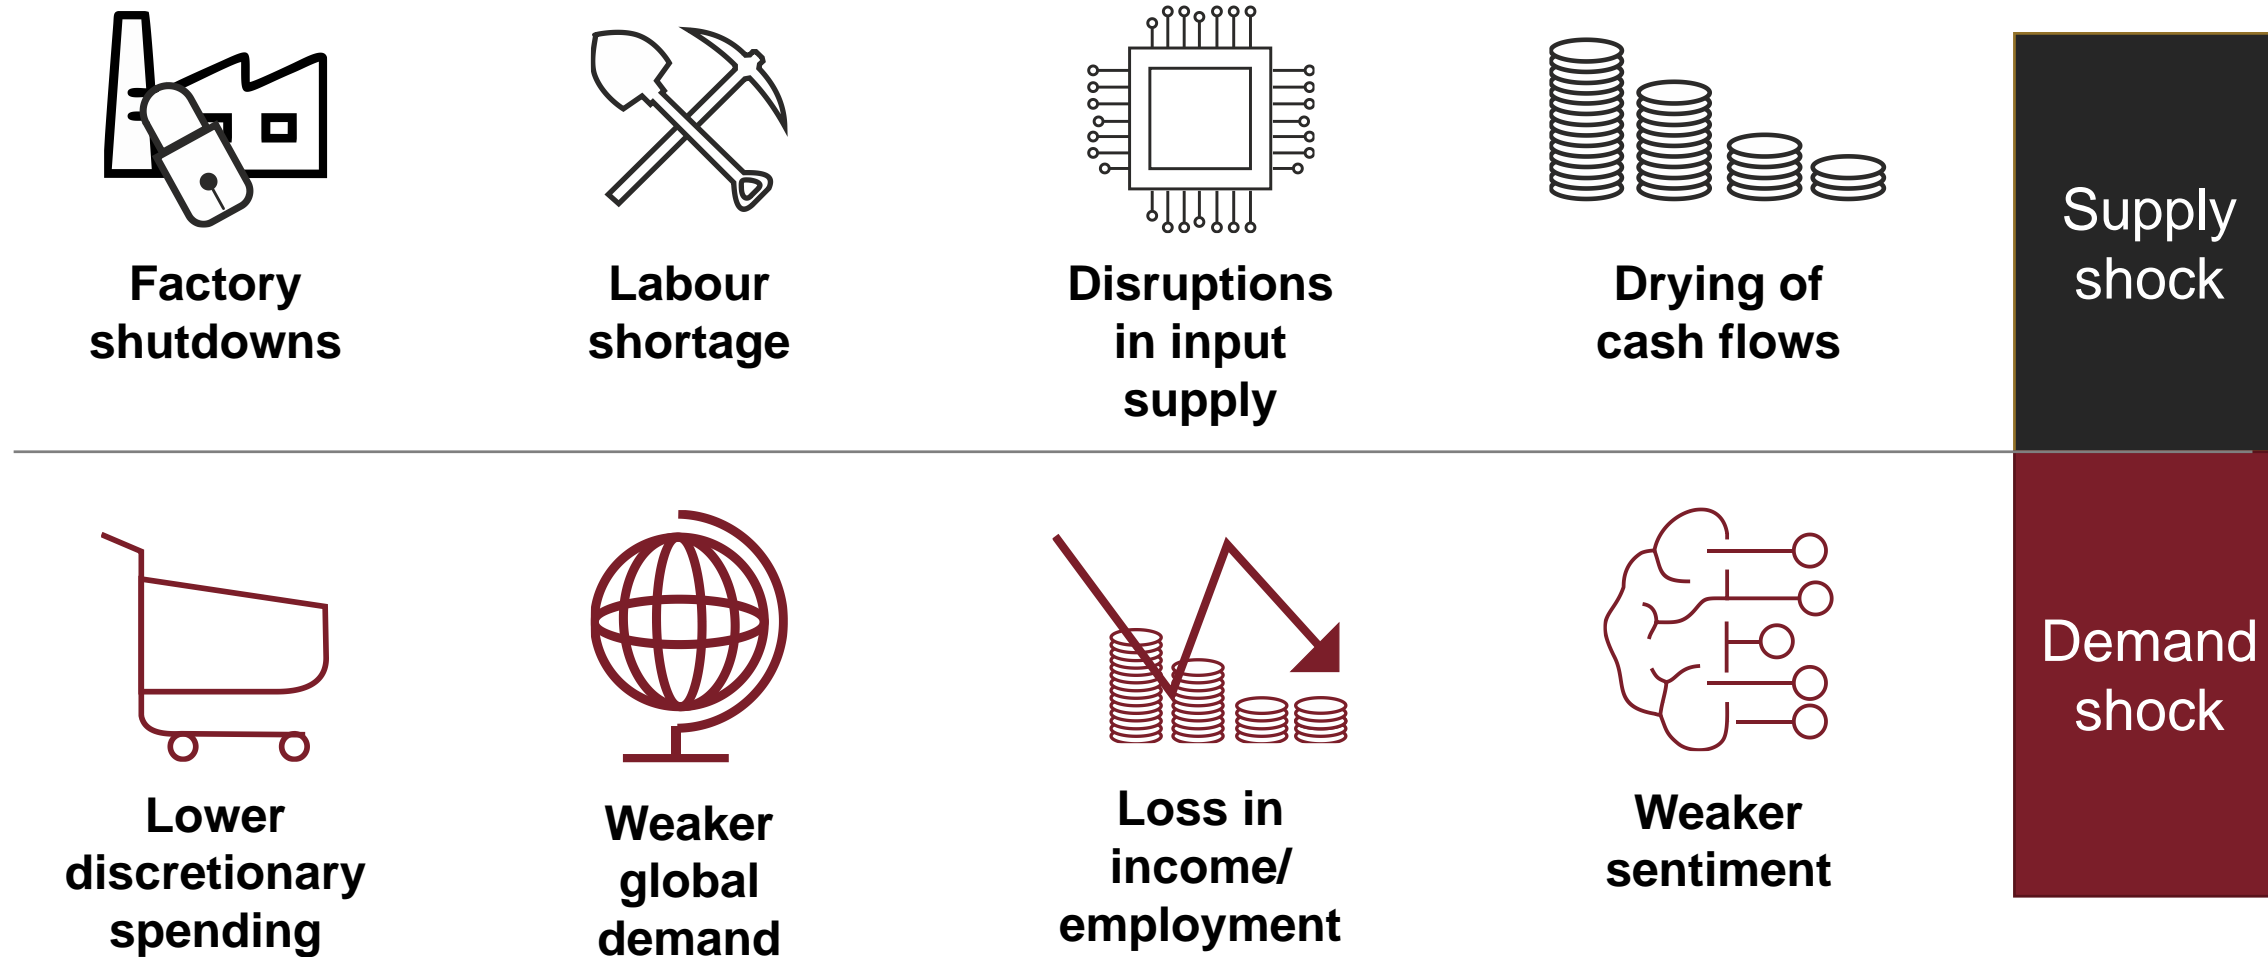 Factory
shutdowns
Labour
shortage
Disruptions
in input
supply
Drying of
cash flows
Supply
shock
Lower
discretionary
spending
Weaker
global
demand
Loss in
income/
employment
Weaker
sentiment
Demand
shock